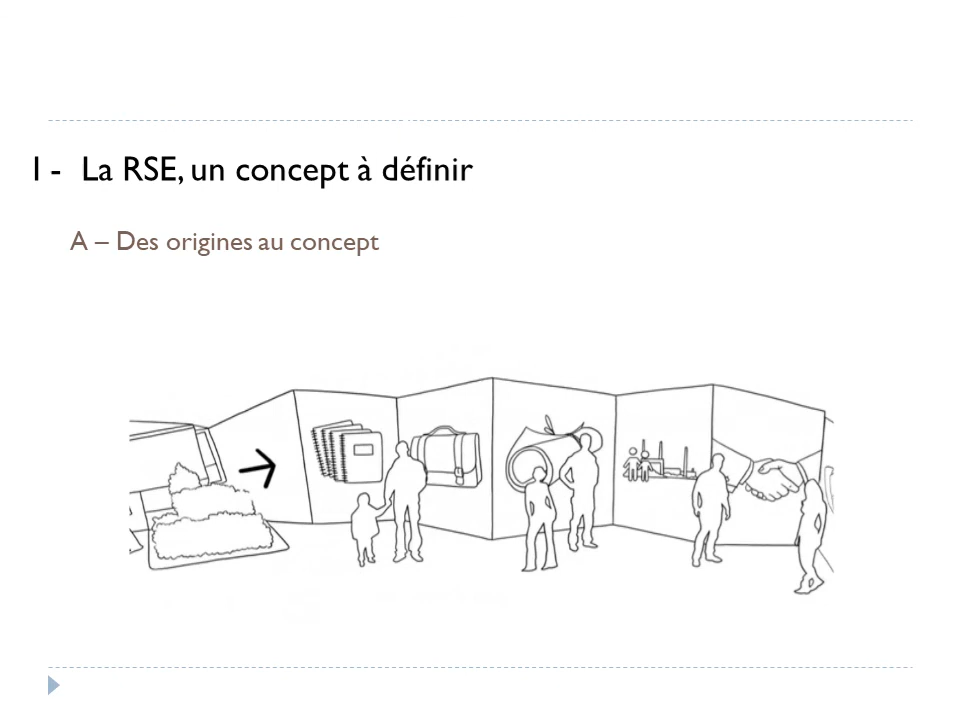 I - La RSE, un concept à définir
A – Des origines au concept